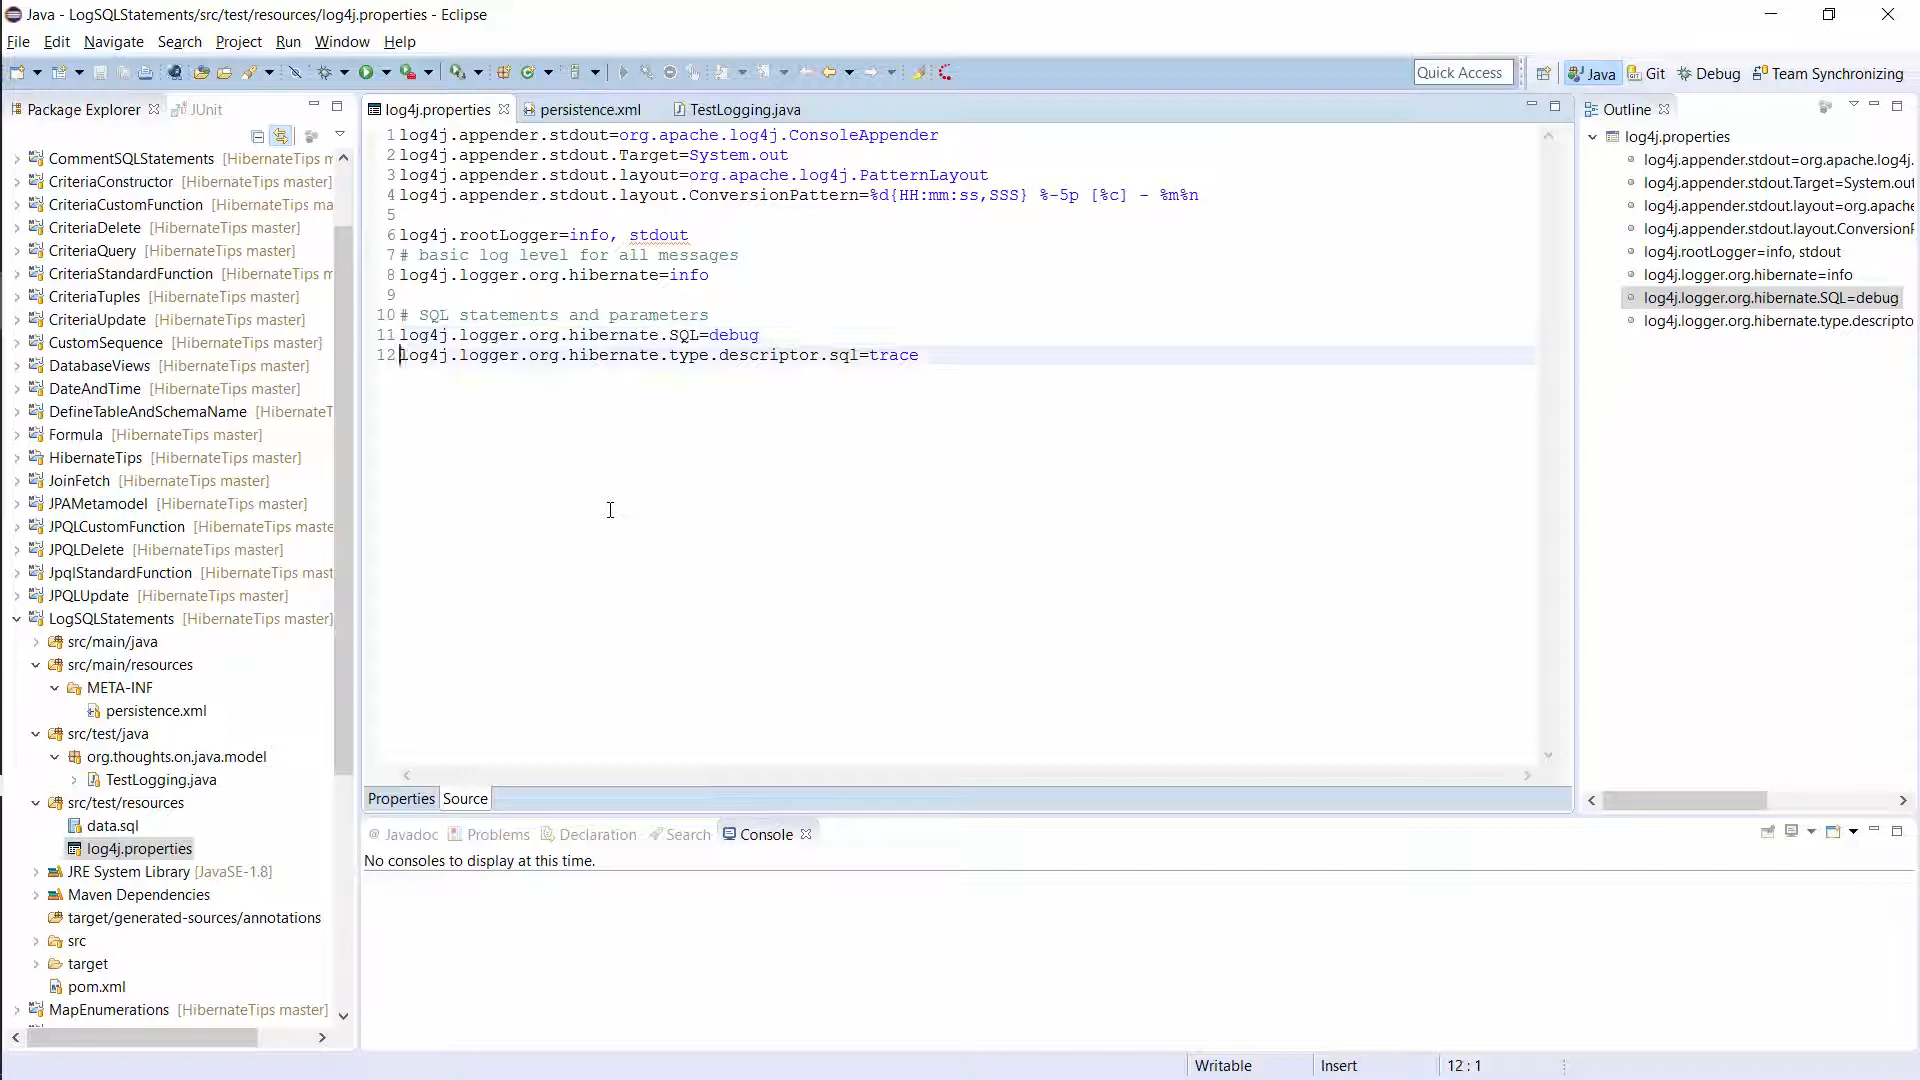 Java - LogSQLStatements/src/test/resources/log4j.properties - Eclipse
File Edit Navigate Search Project Run Window Help
Quick Access Java Git Debug Team Synchronizing
Package Explorer JUnit
CommentSQLStatements [HibernateTips m
CriteriaConstructor [HibernateTips master]
CriteriaCustomFunction [HibernateTips ma
CriteriaDelete [HibernateTips master]
CriteriaQuery [HibernateTips master]
CriteriaStandardFunction [HibernateTips m
CriteriaTuples [HibernateTips master]
CriteriaUpdate [HibernateTips master]
CustomSequence [HibernateTips master]
DatabaseViews [HibernateTips master]
DateAndTime [HibernateTips master]
DefineTableAndSchemaName [HibernateT
Formula [HibernateTips master]
HibernateTips [HibernateTips master]
JoinFetch [HibernateTips master]
JPAMetamodel [HibernateTips master]
JPQLCustomFunction [HibernateTips maste
JPQLDelete [HibernateTips master]
JpqlStandardFunction [HibernateTips mast
JPQLUpdate [HibernateTips master]
LogSQLStatements [HibernateTips master]
src/main/java
src/main/resources
META-INF
persistence.xml
src/test/java
org.thoughts.on.java.model
TestLogging.java
src/test/resources
data.sql
log4j.properties
JRE System Library [JavaSE-1.8]
Maven Dependencies
target/generated-sources/annotations
src
target
pom.xml
MapEnumerations [HibernateTips master]
log4j.properties persistence.xml TestLogging.java
1 log4j.appender.stdout=org.apache.log4j.ConsoleAppender
2 log4j.appender.stdout.Target=System.out
3 log4j.appender.stdout.layout=org.apache.log4j.PatternLayout
4 log4j.appender.stdout.layout.ConversionPattern=%d{HH:mm:ss,SSS} %-5p [%c] - %m%n
5
6 log4j.rootLogger=info, stdout
7 # basic log level for all messages
8 log4j.logger.org.hibernate=info
9
10 # SQL statements and parameters
11 log4j.logger.org.hibernate.SQL=debug
12 log4j.logger.org.hibernate.type.descriptor.sql=trace
Properties Source
Javadoc Problems Declaration Search Console
No consoles to display at this time.
Outline
log4j.properties
log4j.appender.stdout=org.apache.log4j.
log4j.appender.stdout.Target=System.out
log4j.appender.stdout.layout=org.apache
log4j.appender.stdout.layout.Conversion
log4j.rootLogger=info, stdout
log4j.logger.org.hibernate=info
log4j.logger.org.hibernate.SQL=debug
log4j.logger.org.hibernate.type.descripto
Writable Insert 12 : 1